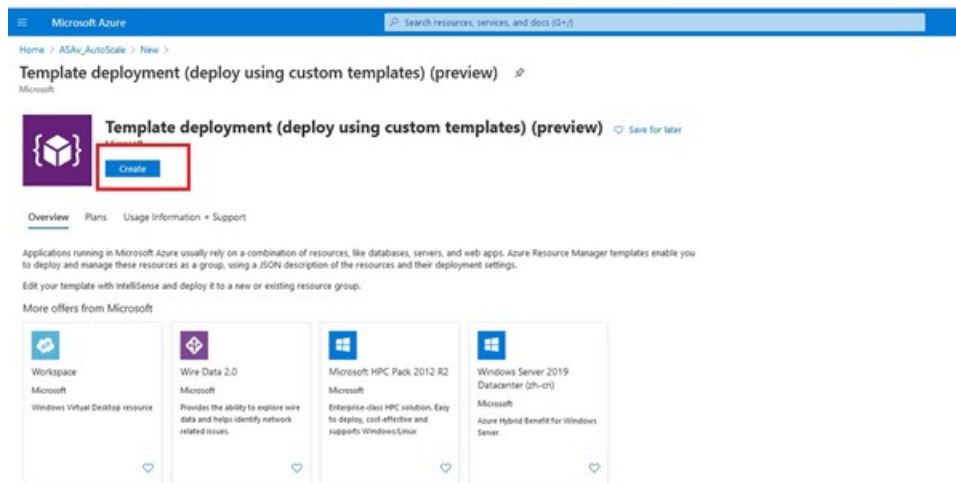 Microsoft Azure
Search resources, services, and docs (G+/)
Home > ASAv_AutoScale > New >
Template deployment (deploy using custom templates) (preview)
Microsoft
Template deployment (deploy using custom templates) (preview)
Save for later
Microsoft
Create
Overview Plans Usage Information + Support
Applications running in Microsoft Azure usually rely on a combination of resources, like databases, servers, and web apps. Azure Resource Manager templates enable you
to deploy and manage these resources as a group, using a JSON description of the resources and their deployment settings.
Edit your template with IntelliSense and deploy it to a new or existing resource group.
More offers from Microsoft
Workspace
Microsoft
Windows Virtual Desktop resource
Wire Data 2.0
Microsoft
Provides the ability to explore wire
data and helps identify network
related issues.
Microsoft HPC Pack 2012 R2
Microsoft
Enterprise-class HPC solution. Easy
to deploy, cost-effective and
supports Windows/Linux
Windows Server 2019
Datacenter (zh-cn)
Microsoft
Azure Hybrid Benefit for Windows
Server